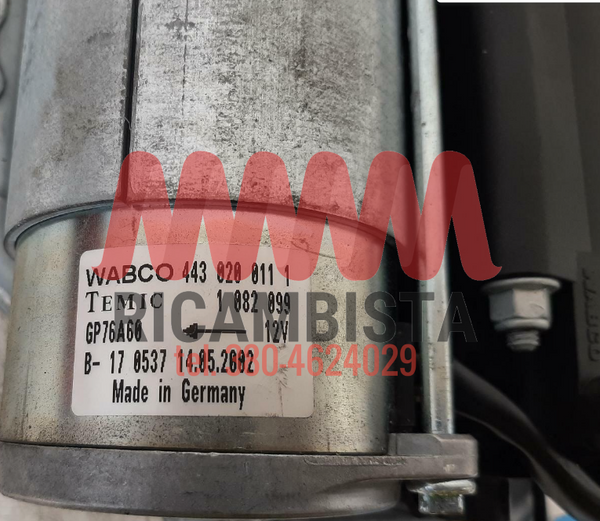 WABCO 443 020 011 1
TEMIC 1 082 099
GP76A60 12V
B- 17 0537 14.05.2002
Made in Germany
RICAMBISTA
tel. 080-4624029